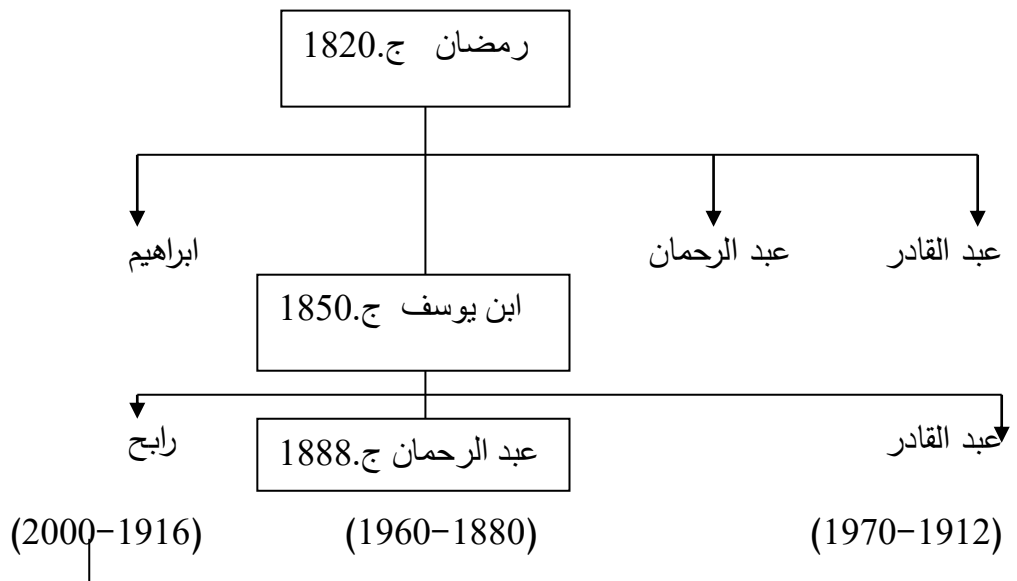 رمضان ج.1820
عبد القادر
عبد الرحمان
ابراهيم
ابن يوسف ج.1850
عبد القادر
عبد الرحمان ج.1888
رابح
(1912-1970)
(1880-1960)
(1916-2000)